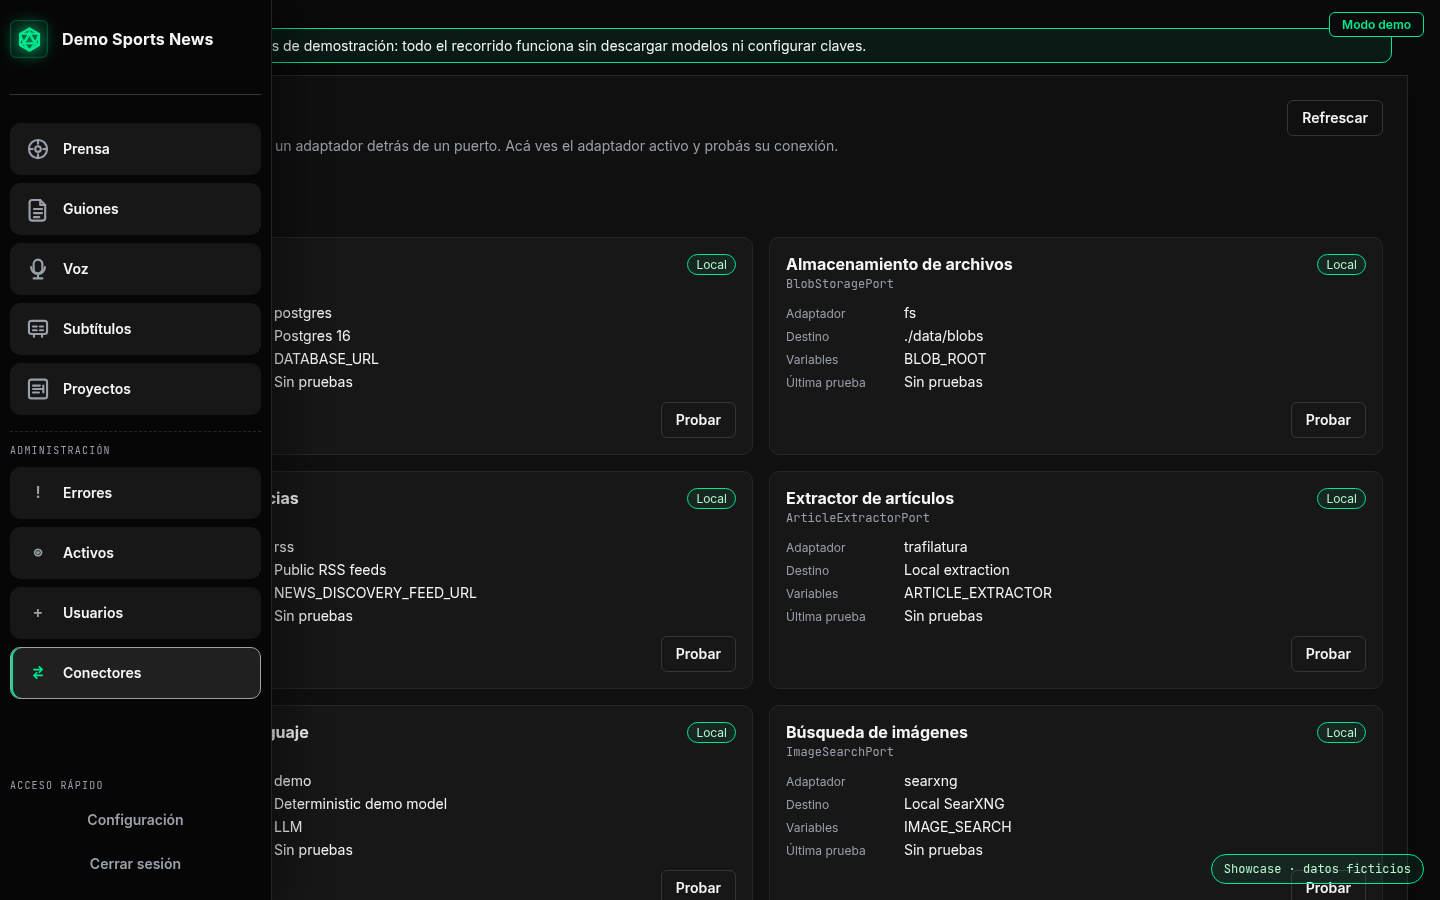 Demo Sports News
Prensa
Guiones
Voz
Subtítulos
Proyectos
ADMINISTRACIÓN
Errores
Activos
Usuarios
Conectores
ACCESO RÁPIDO
Configuración
Cerrar sesión
Modo demo
de demostración: todo el recorrido funciona sin descargar modelos ni configurar claves.
Refrescar
un adaptador detrás de un puerto. Acá ves el adaptador activo y probás su conexión.
Local
postgres
Postgres 16
DATABASE_URL
Sin pruebas
Probar
Almacenamiento de archivos
Local
BlobStoragePort
Adaptador fs
Destino ./data/blobs
Variables BLOB_ROOT
Última prueba Sin pruebas
Probar
Local
rss
Public RSS feeds
NEWS_DISCOVERY_FEED_URL
Sin pruebas
Probar
Extractor de artículos
Local
ArticleExtractorPort
Adaptador trafilatura
Destino Local extraction
Variables ARTICLE_EXTRACTOR
Última prueba Sin pruebas
Probar
Local
demo
Deterministic demo model
LLM
Sin pruebas
Probar
Búsqueda de imágenes
Local
ImageSearchPort
Adaptador searxng
Destino Local SearXNG
Variables IMAGE_SEARCH
Última prueba Sin pruebas
Probar
Showcase · datos ficticios